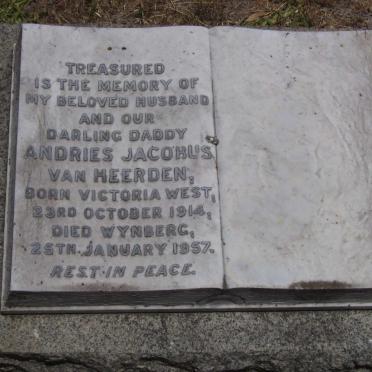 TREASURED
IS THE MEMORY OF
MY BELOVED HUSBAND
AND OUR
DARLING DADDY
ANDRIES JACOBUS
VAN HEERDEN,
BORN VICTORIA WEST,
23RD OCTOBER 1914,
DIED WYNBERG,
25TH JANUARY 1957.
REST IN PEACE.